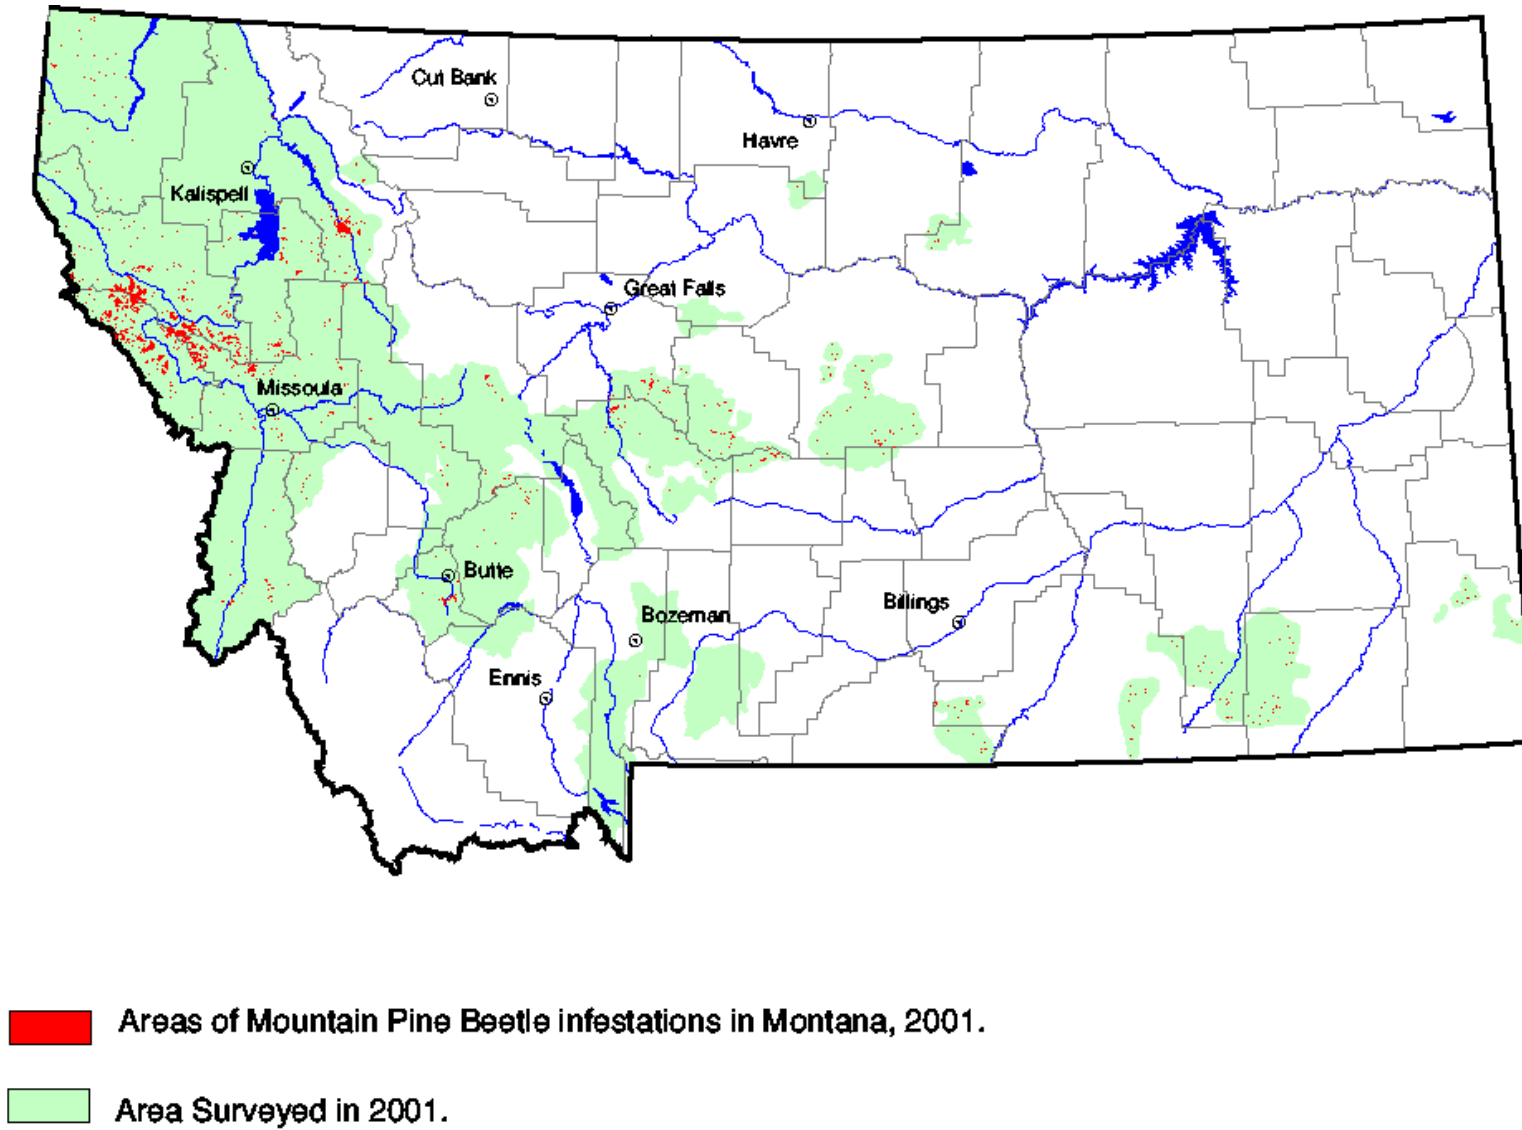 Cut Bank
Havre
Kalispell
Great Falls
Missoula
Butte
Bozeman
Billings
Ennis
Areas of Mountain Pine Beetle infestations in Montana, 2001.
Area Surveyed in 2001.